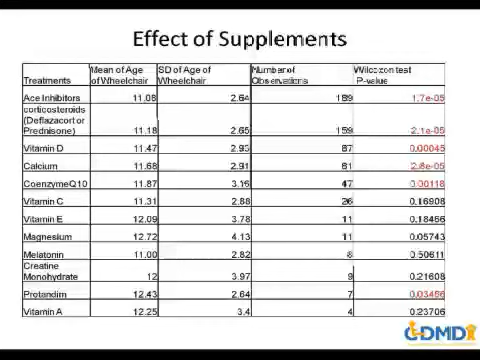 Effect of Supplements
Treatments | Mean of Age of Wheelchair | SD of Age of Wheelchair | Number of Observations | Wilcoxon test P-value
Ace Inhibitors 11.08 2.64 189 1.7e-05
corticosteroids (Deflazacort or Prednisone) 11.18 2.65 159 2.1e-05
Vitamin D 11.47 2.93 87 0.00045
Calcium 11.68 2.91 61 2.8e-05
CoenzymeQ10 11.87 3.16 47 0.00118
Vitamin C 11.31 2.88 26 0.16908
Vitamin E 12.09 3.78 11 0.18456
Magnesium 12.72 4.13 11 0.05743
Melatonin 11.00 2.82 8 0.50611
Creatine Monohydrate 12 3.97 9 0.21608
Protandim 12.43 2.64 7 0.03456
Vitamin A 12.25 3.4 4 0.23706